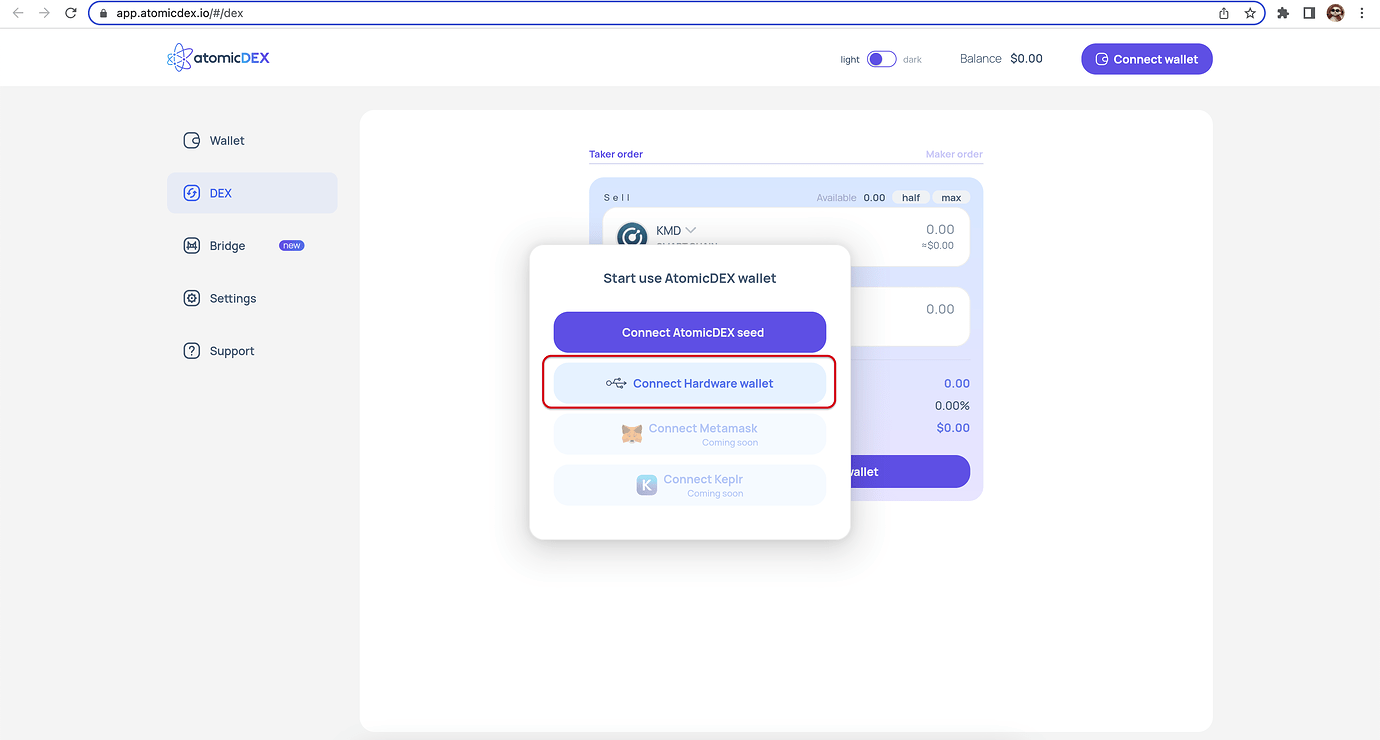 app.atomicdex.io/#/dex
atomicDEX
light
dark
Balance $0.00
Connect wallet
Wallet
DEX
Bridge new
Settings
Support
Taker order
Maker order
Sell
Available 0.00 half max
KMD
0.00
≈$0.00
Start use AtomicDEX wallet
Connect AtomicDEX seed
Connect Hardware wallet
Connect Metamask
Coming soon
K
Connect Keplr
Coming soon
0.00
0.00
0.00%
$0.00
wallet